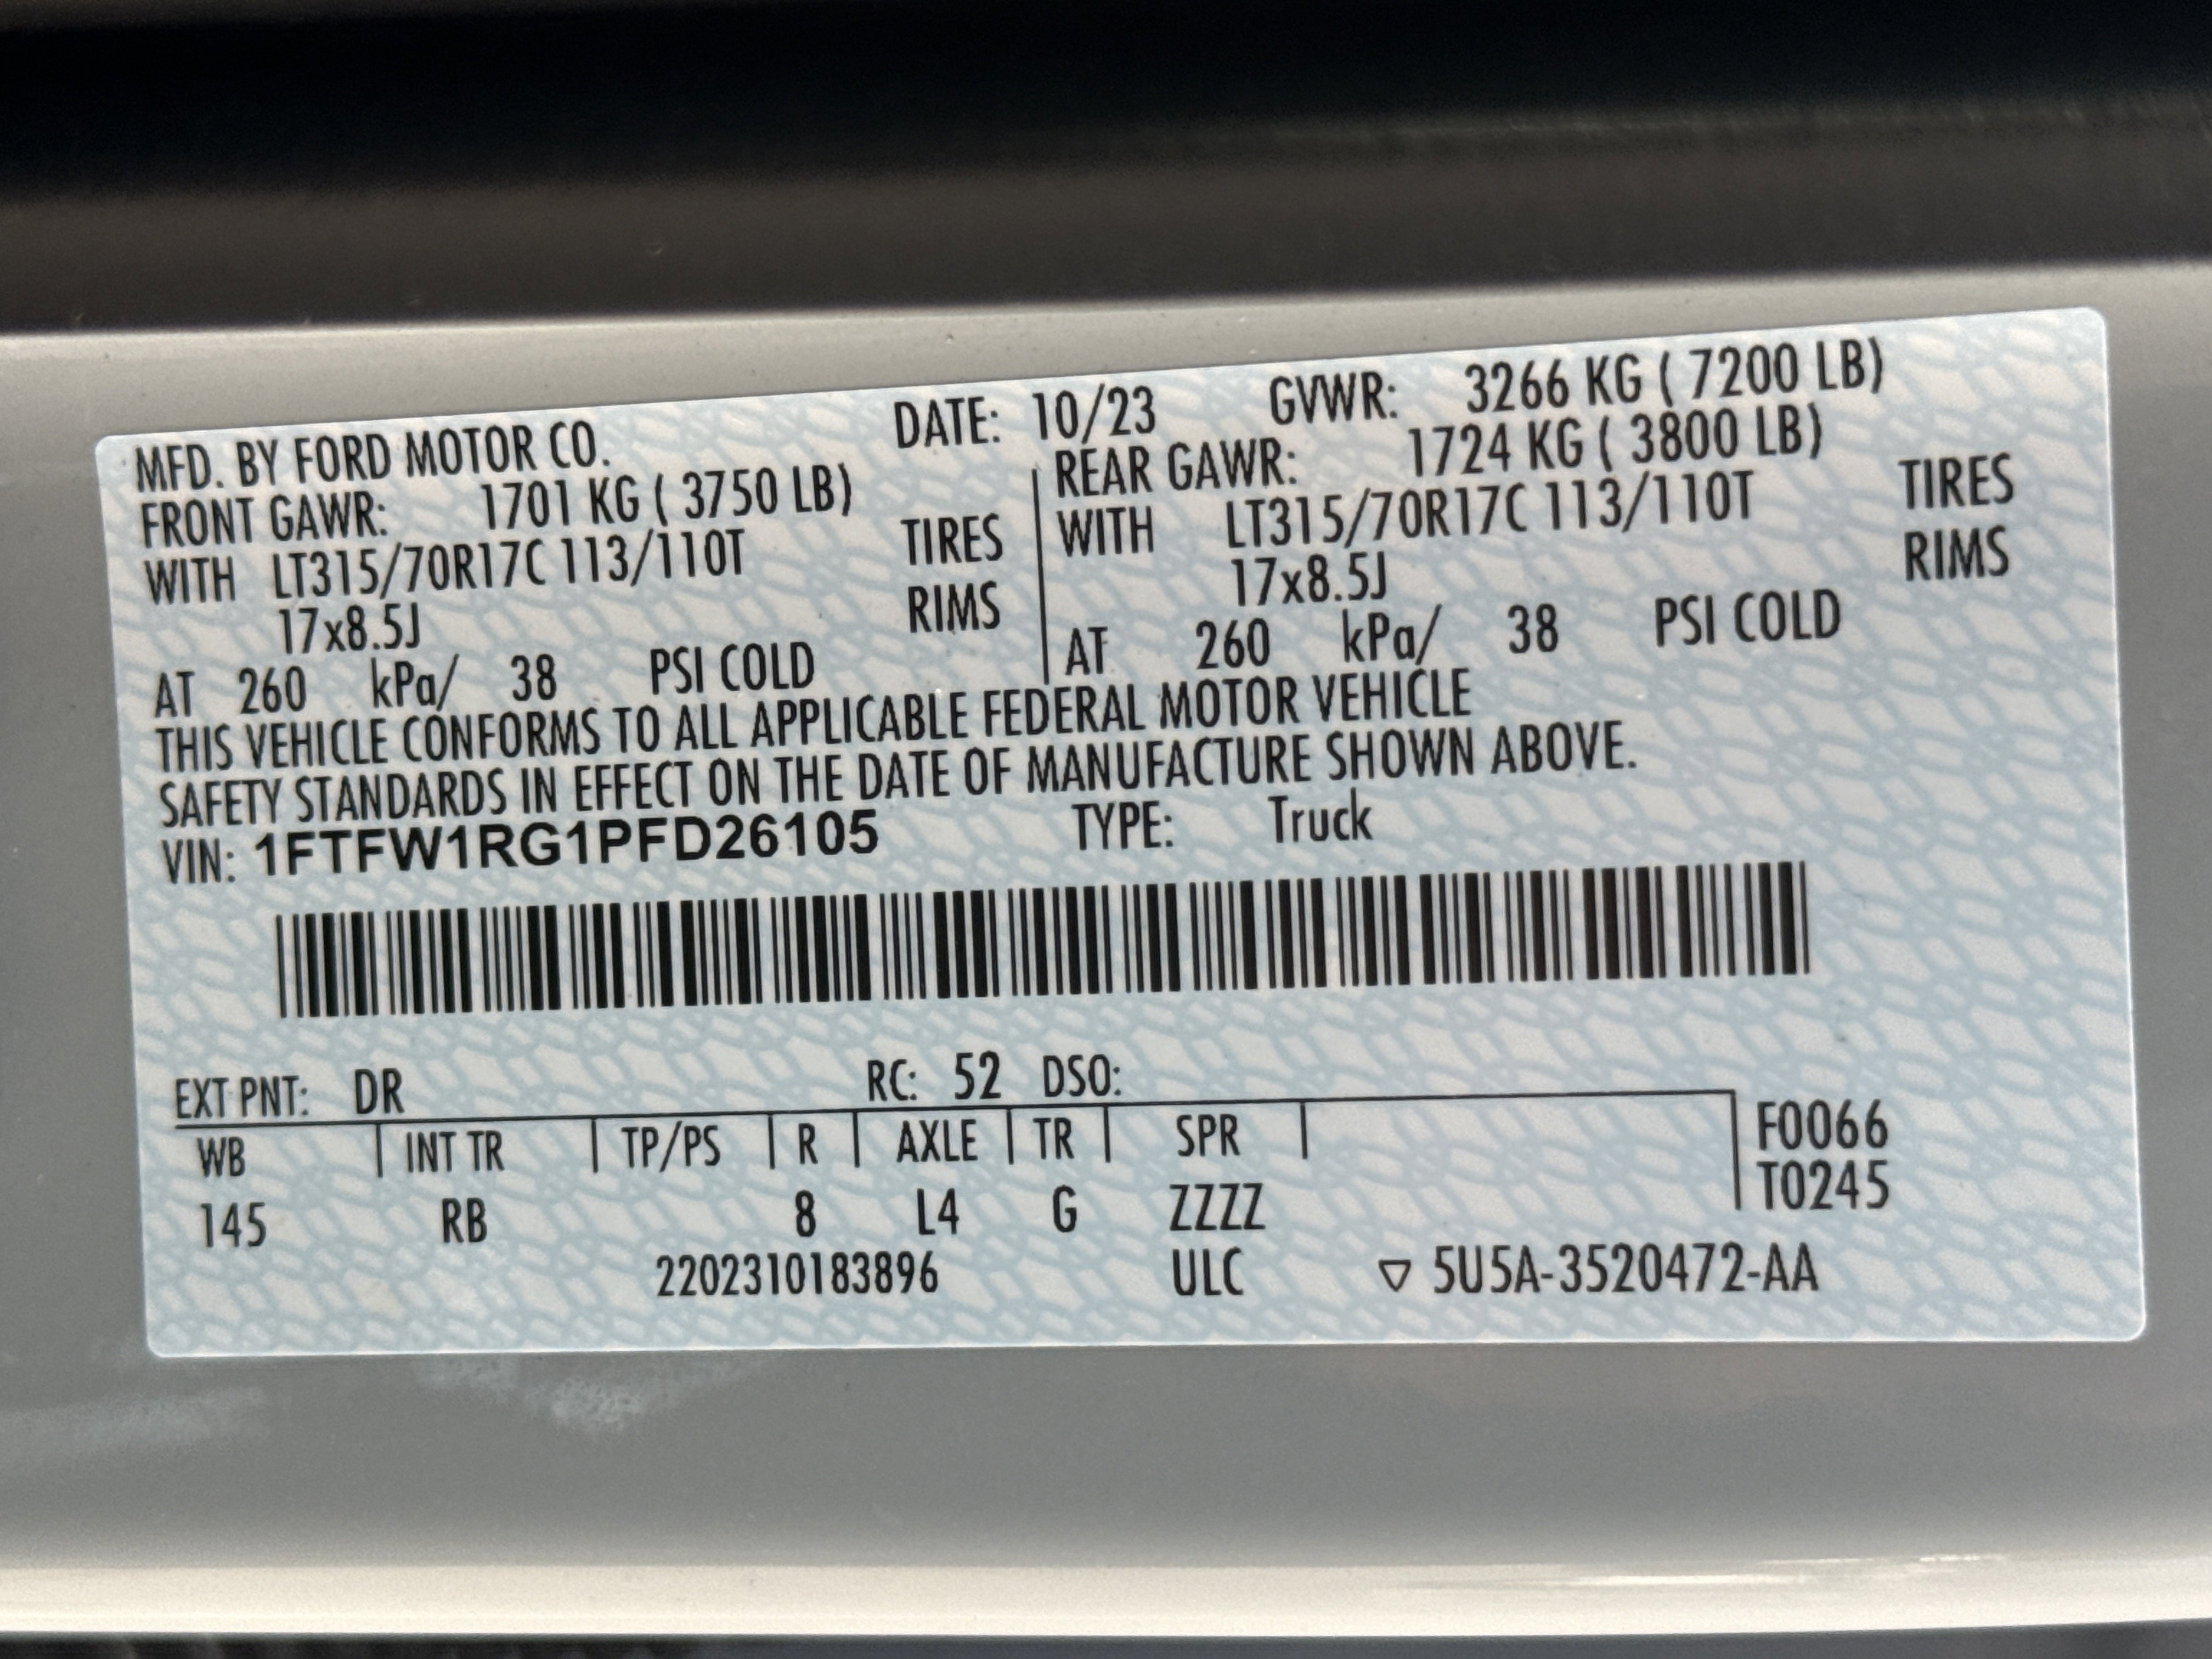 MFD. BY FORD MOTOR CO. DATE: 10/23 GVWR: 3266 KG ( 7200 LB)
FRONT GAWR: 1701 KG ( 3750 LB) REAR GAWR: 1724 KG ( 3800 LB)
WITH LT315/70R17C 113/110T TIRES WITH LT315/70R17C 113/110T TIRES
17x8.5J RIMS 17x8.5J RIMS
AT 260 kPa/ 38 PSI COLD AT 260 kPa/ 38 PSI COLD
THIS VEHICLE CONFORMS TO ALL APPLICABLE FEDERAL MOTOR VEHICLE
SAFETY STANDARDS IN EFFECT ON THE DATE OF MANUFACTURE SHOWN ABOVE.
VIN: 1FTFW1RG1PFD26105 TYPE: Truck
EXT PNT: DR RC: 52 DSO:
WB INT TR TP/PS R AXLE TR SPR F0066
T0245
145 RB 8 L4 G ZZZZ
2202310183896 ULC ▽ 5U5A-3520472-AA